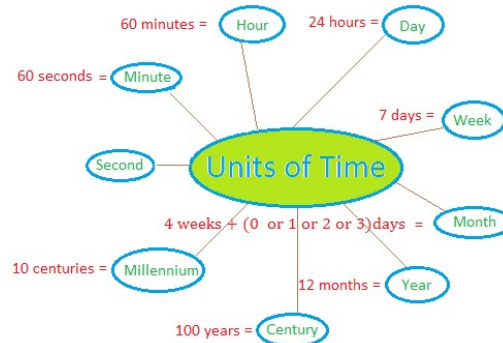 60 minutes = Hour
24 hours = Day
60 seconds = Minute
7 days = Week
Second
Units of Time
4 weeks + (0 or 1 or 2 or 3)days = Month
10 centuries = Millennium
12 months = Year
100 years = Century